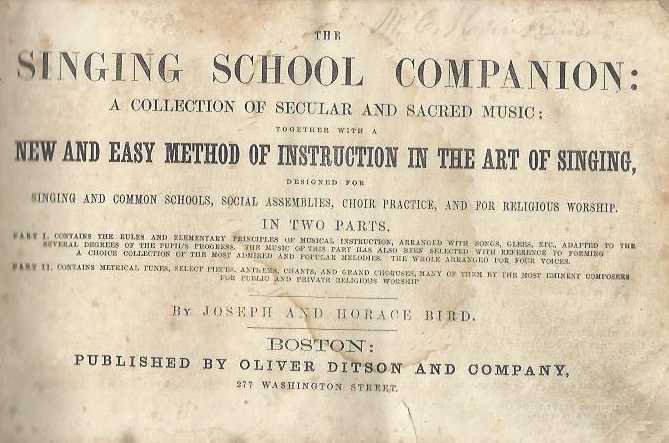 THE
SINGING SCHOOL COMPANION:
A COLLECTION OF SECULAR AND SACRED MUSIC;
TOGETHER WITH A
NEW AND EASY METHOD OF INSTRUCTION IN THE ART OF SINGING,
DESIGNED FOR
SINGING AND COMMON SCHOOLS, SOCIAL ASSEMBLIES, CHOIR PRACTICE, AND FOR RELIGIOUS WORSHIP.
IN TWO PARTS.
PART I. CONTAINS THE RULES AND ELEMENTARY PRINCIPLES OF MUSICAL INSTRUCTION, ARRANGED WITH SONGS, GLEES, ETC., ADAPTED TO THE
SEVERAL DEGREES OF THE PUPIL'S PROGRESS. THE MUSIC OF THIS PART HAS ALSO BEEN SELECTED WITH REFERENCE TO FORMING
A CHOICE COLLECTION OF THE MOST ADMIRED AND POPULAR MELODIES. THE WHOLE ARRANGED FOR FOUR VOICES.
PART II. CONTAINS METRICAL TUNES, SELECT PIECES, ANTHEMS, CHANTS, AND GRAND CHORUSES, MANY OF THEM BY THE MOST EMINENT COMPOSERS
FOR PUBLIC AND PRIVATE RELIGIOUS WORSHIP
BY JOSEPH AND HORACE BIRD.
BOSTON:
PUBLISHED BY OLIVER DITSON AND COMPANY,
277 WASHINGTON STREET.